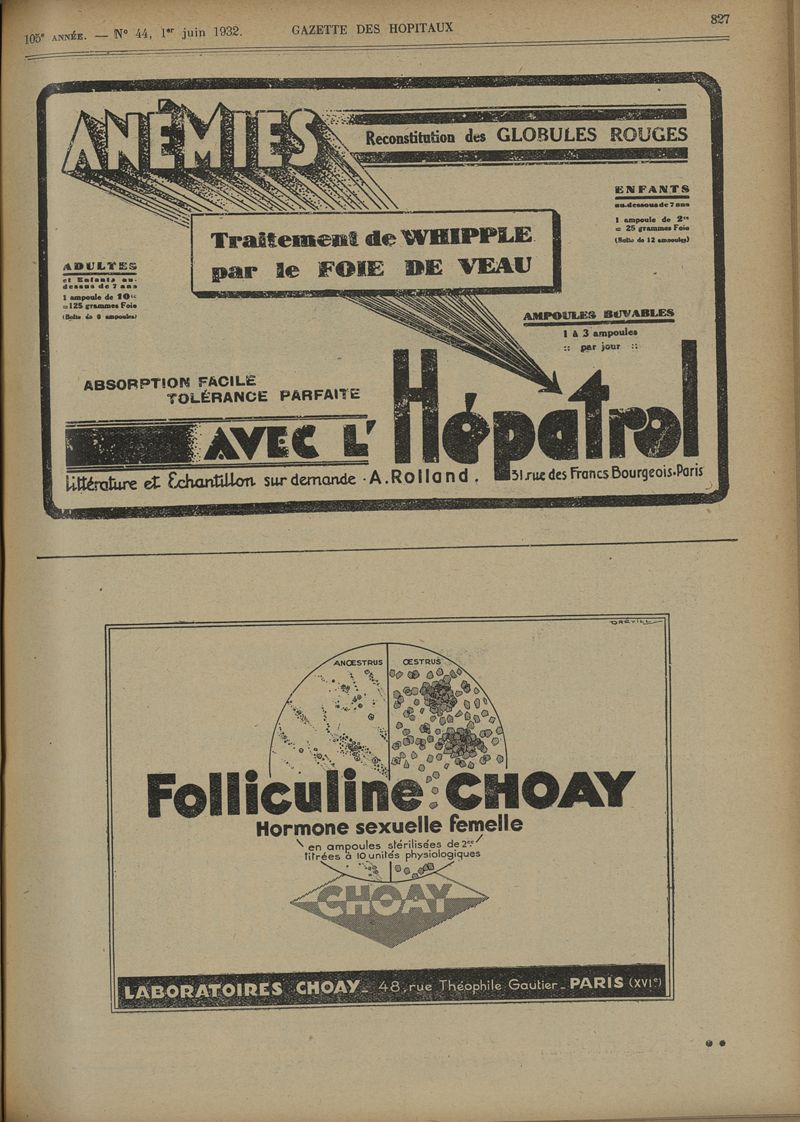 105e ANNÉE. — N° 44, 1er juin 1932.
GAZETTE DES HOPITAUX
827
ANÉMIES
Reconstitution des GLOBULES ROUGES
ENFANTS
au-dessous de 7 ans
1 ampoule de 2cc
= 25 grammes Foie
(Boîte de 12 ampoules)
Traitement de WHIPPLE
par le FOIE DE VEAU
ADULTES
et Enfants au-
dessus de 7 ans
1 ampoule de 10cc
=125 grammes Foie
(Boîte de 6 ampoules)
AMPOULES BUVABLES
1 à 3 ampoules
:: par jour ::
ABSORPTION FACILE
TOLÉRANCE PARFAITE
AVEC L'Hépatrol
Littérature et Echantillon sur demande · A. Rolland. 31 rue des Francs Bourgeois. Paris
DREVILL
ANŒSTRUS
ŒSTRUS
Folliculine CHOAY
Hormone sexuelle femelle
en ampoules stérilisées de 2cc
titrées à 10 unités physiologiques
CHOAY
LABORATOIRES CHOAY_ 48, rue Théophile Gautier_ PARIS (XVIe)